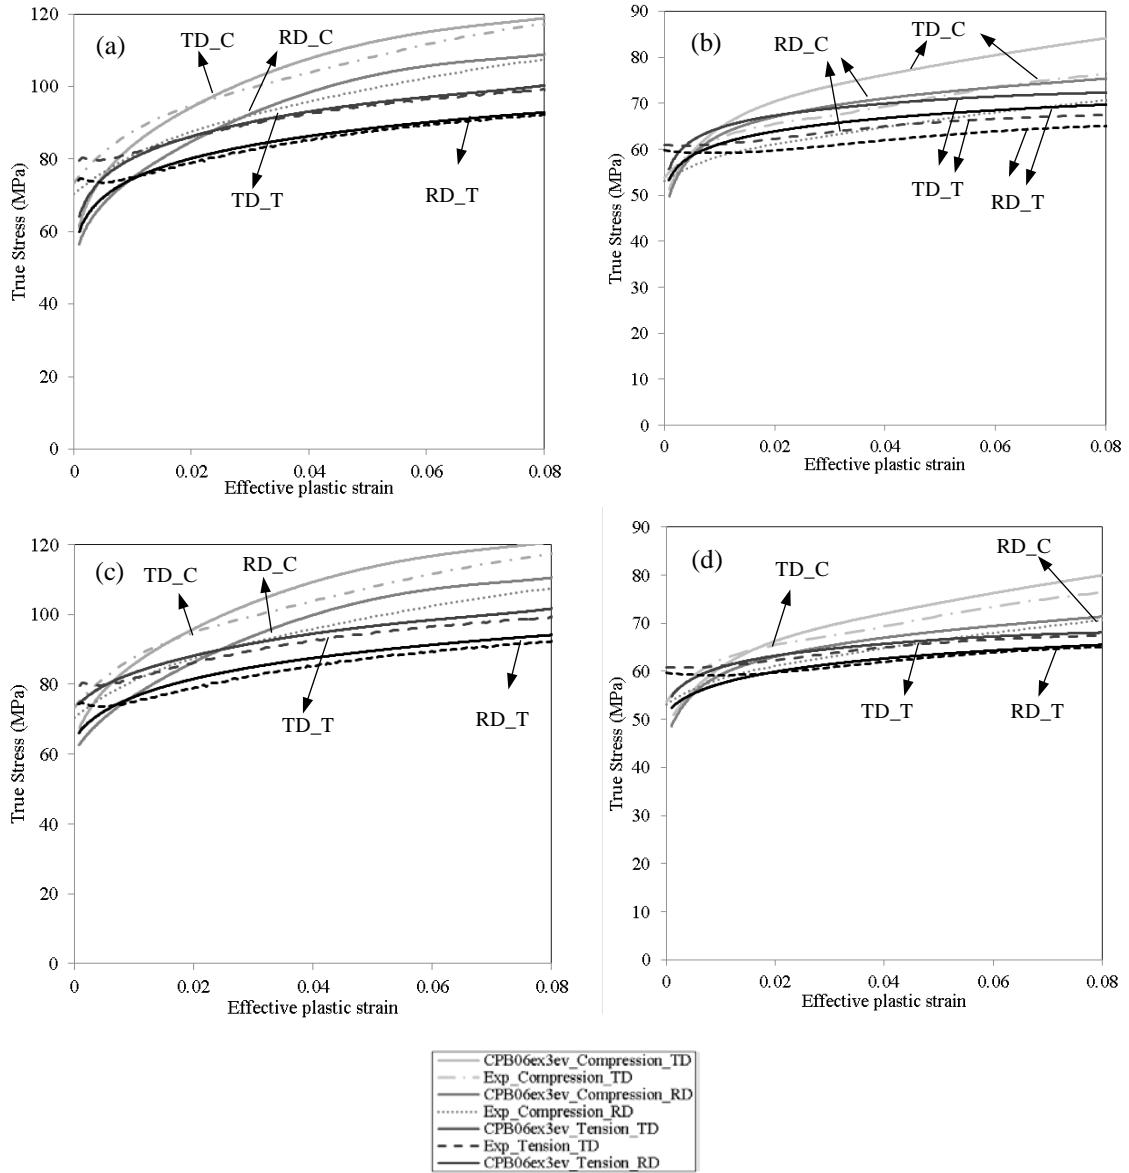 120
100
80
60
40
20
0
True Stress (MPa)
(a)
TD_C
RD_C
TD_T
RD_T
0
0.02
0.04
0.06
0.08
Effective plastic strain
90
80
70
60
50
40
30
20
10
0
True Stress (MPa)
(b)
RD_C
TD_C
TD_T
RD_T
0
0.02
0.04
0.06
0.08
Effective plastic strain
120
100
80
60
40
20
0
True Stress (MPa)
(c)
TD_C
RD_C
TD_T
RD_T
0
0.02
0.04
0.06
0.08
Effective plastic strain
90
80
70
60
50
40
30
20
10
0
True Stress (MPa)
(d)
TD_C
RD_C
TD_T
RD_T
0
0.02
0.04
0.06
0.08
Effective plastic strain
CPB06ex3ev_Compression_TD
Exp_Compression_TD
CPB06ex3ev_Compression_RD
Exp_Compression_RD
CPB06ex3ev_Tension_TD
Exp_Tension_TD
CPB06ex3ev_Tension_RD